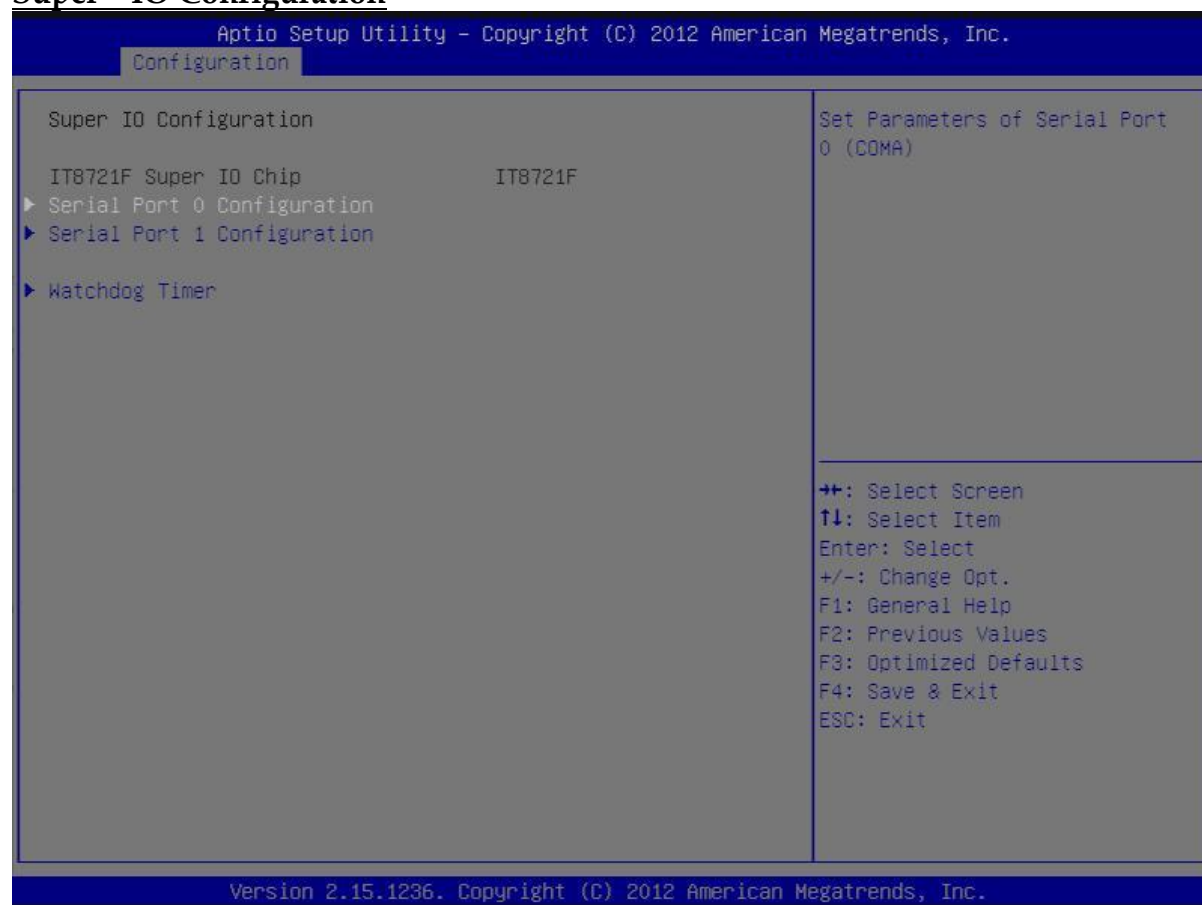 Super - IO Configuration
Aptio Setup Utility – Copyright (C) 2012 American Megatrends, Inc.
Configuration
Super IO Configuration
IT8721F Super IO Chip IT8721F
Serial Port 0 Configuration
Serial Port 1 Configuration
Watchdog Timer
Set Parameters of Serial Port
0 (COMA)
→←: Select Screen
↑↓: Select Item
Enter: Select
+/-: Change Opt.
F1: General Help
F2: Previous Values
F3: Optimized Defaults
F4: Save & Exit
ESC: Exit
Version 2.15.1236. Copyright (C) 2012 American Megatrends, Inc.